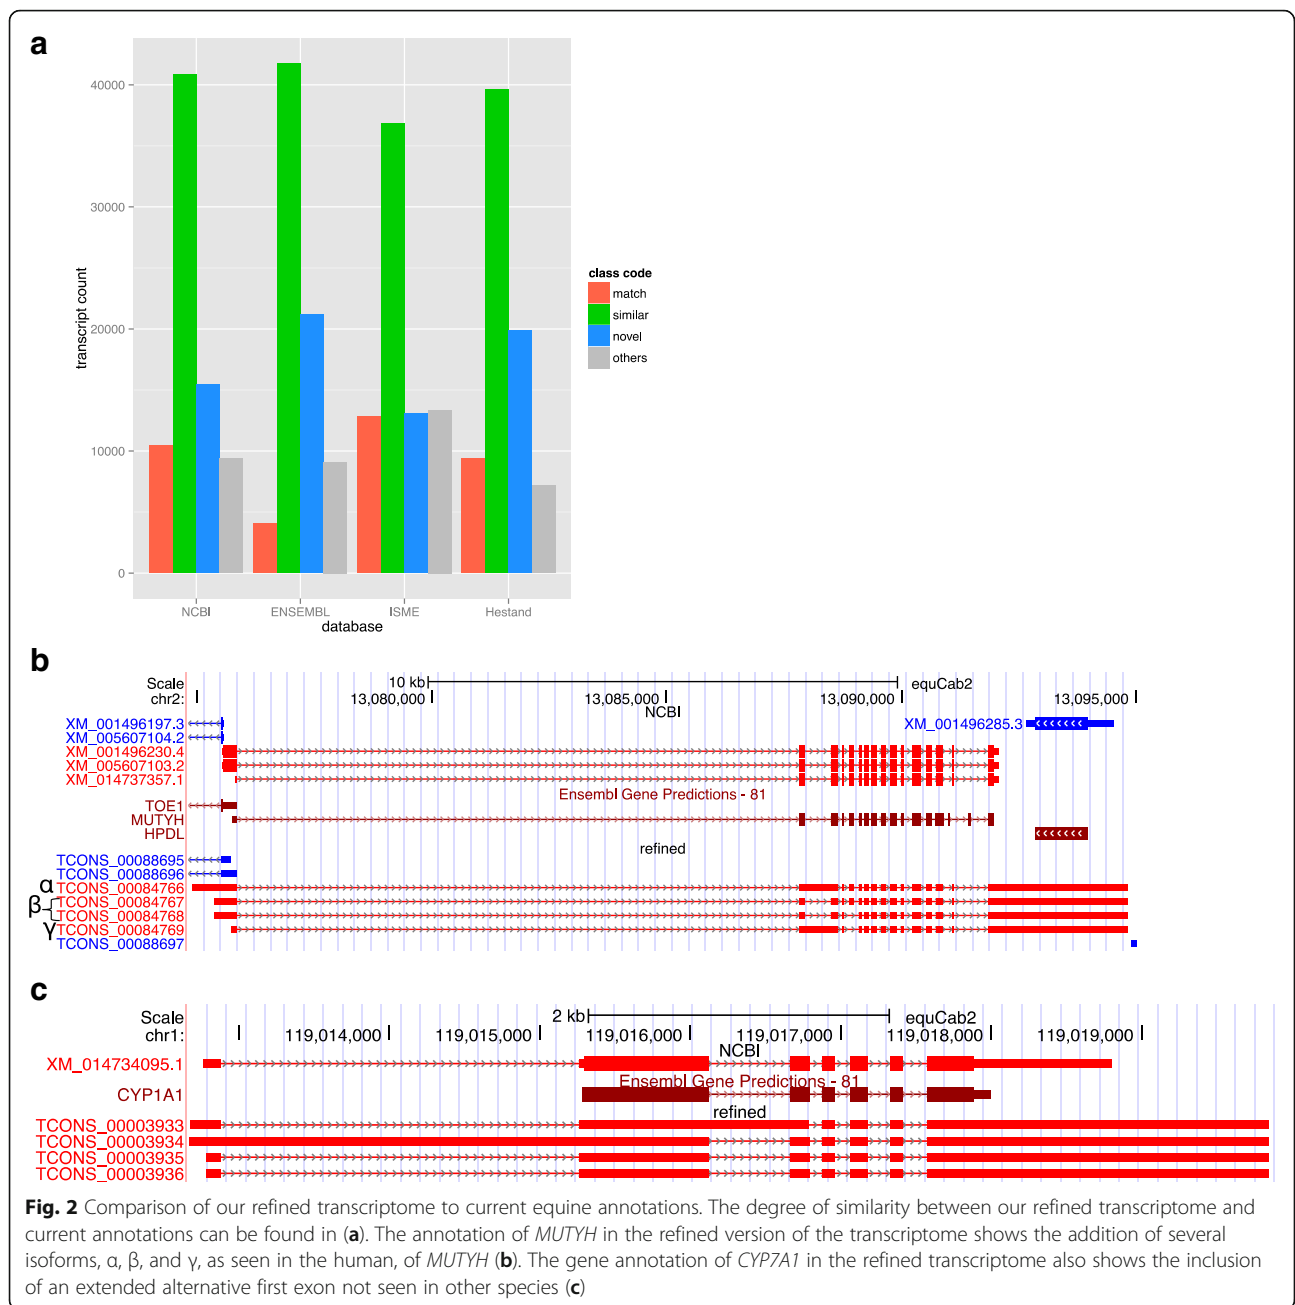 a
40000
30000
20000
10000
0
transcript count
NCBI ENSEMBL ISME Hestand
database
class code
match
similar
novel
others
b
Scale 10 kb equCab2
chr2: 13,080,000 13,085,000 13,090,000 13,095,000
NCBI
XM_001496197.3 XM_001496285.3
XM_005607104.2
XM_001496230.4
XM_005607103.2
XM_014737357.1
Ensembl Gene Predictions - 81
TOE1
MUTYH
HPDL
refined
TCONS_00088695
TCONS_00088696
α TCONS_00084766
β TCONS_00084767
TCONS_00084768
γ TCONS_00084769
TCONS_00088697
c
Scale 2 kb equCab2
chr1: 119,014,000 119,015,000 119,016,000 119,017,000 119,018,000 119,019,000
NCBI
XM_014734095.1
Ensembl Gene Predictions - 81
CYP1A1
refined
TCONS_00003933
TCONS_00003934
TCONS_00003935
TCONS_00003936
Fig. 2 Comparison of our refined transcriptome to current equine annotations. The degree of similarity between our refined transcriptome and
current annotations can be found in (a). The annotation of MUTYH in the refined version of the transcriptome shows the addition of several
isoforms, α, β, and γ, as seen in the human, of MUTYH (b). The gene annotation of CYP7A1 in the refined transcriptome also shows the inclusion
of an extended alternative first exon not seen in other species (c)